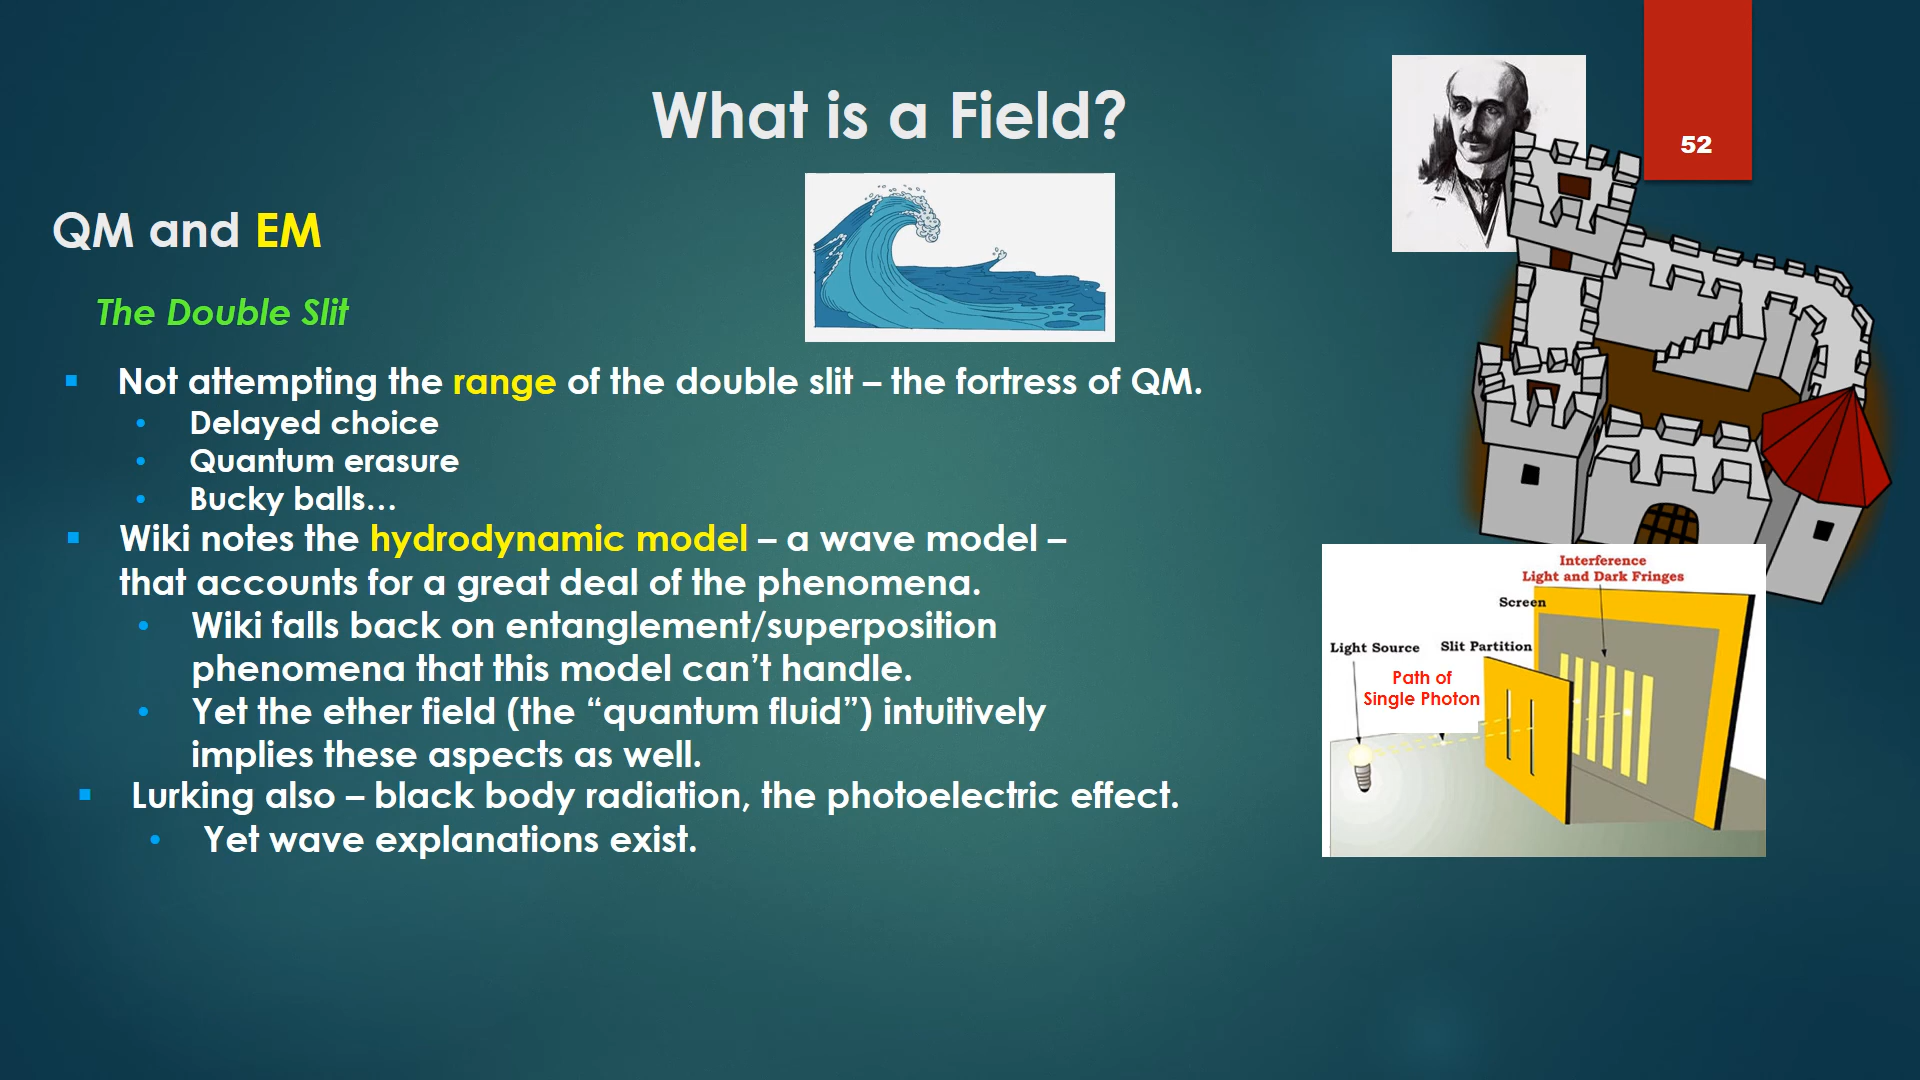 What is a Field?
52
QM and EM
The Double Slit
▪ Not attempting the range of the double slit – the fortress of QM.
• Delayed choice
• Quantum erasure
• Bucky balls…
▪ Wiki notes the hydrodynamic model – a wave model –
that accounts for a great deal of the phenomena.
• Wiki falls back on entanglement/superposition
phenomena that this model can’t handle.
• Yet the ether field (the “quantum fluid”) intuitively
implies these aspects as well.
▪ Lurking also – black body radiation, the photoelectric effect.
• Yet wave explanations exist.
Interference
Light and Dark Fringes
Screen
Light Source
Slit Partition
Path of
Single Photon